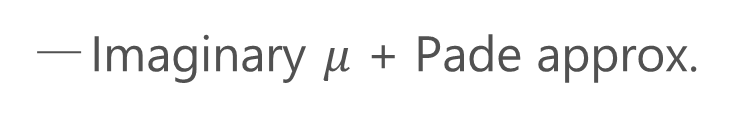 — Imaginary μ + Pade approx.